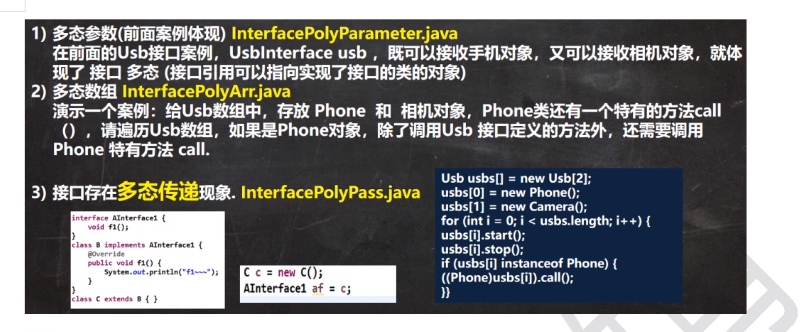 1) 多态参数(前面案例体现) InterfacePolyParameter.java
在前面的Usb接口案例，UsbInterface usb ，既可以接收手机对象，又可以接收相机对象，就体
现了 接口 多态 (接口引用可以指向实现了接口的类的对象)
2) 多态数组 InterfacePolyArr.java
演示一个案例：给Usb数组中，存放 Phone 和 相机对象，Phone类还有一个特有的方法call
（），请遍历Usb数组，如果是Phone对象，除了调用Usb 接口定义的方法外，还需要调用
Phone 特有方法 call.
3) 接口存在多态传递现象. InterfacePolyPass.java
interface AInterface1 {
void f1();
}
class B implements AInterface1 {
@Override
public void f1() {
System.out.println("f1~~~");
}
}
class C extends B { }
C c = new C();
AInterface1 af = c;
Usb usbs[] = new Usb[2];
usbs[0] = new Phone();
usbs[1] = new Camera();
for (int i = 0; i < usbs.length; i++) {
usbs[i].start();
usbs[i].stop();
if (usbs[i] instanceof Phone) {
((Phone)usbs[i]).call();
}}